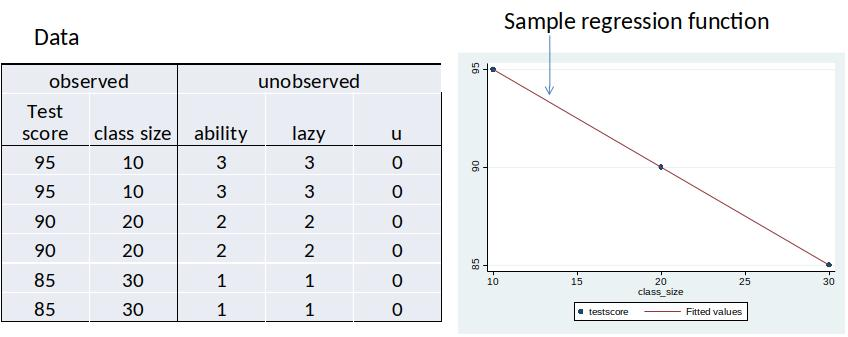 Data
observed unobserved
Test
score class size ability lazy u
95 10 3 3 0
95 10 3 3 0
90 20 2 2 0
90 20 2 2 0
85 30 1 1 0
85 30 1 1 0
Sample regression function
95
90
85
10 15 20 25 30
class_size
testscore Fitted values